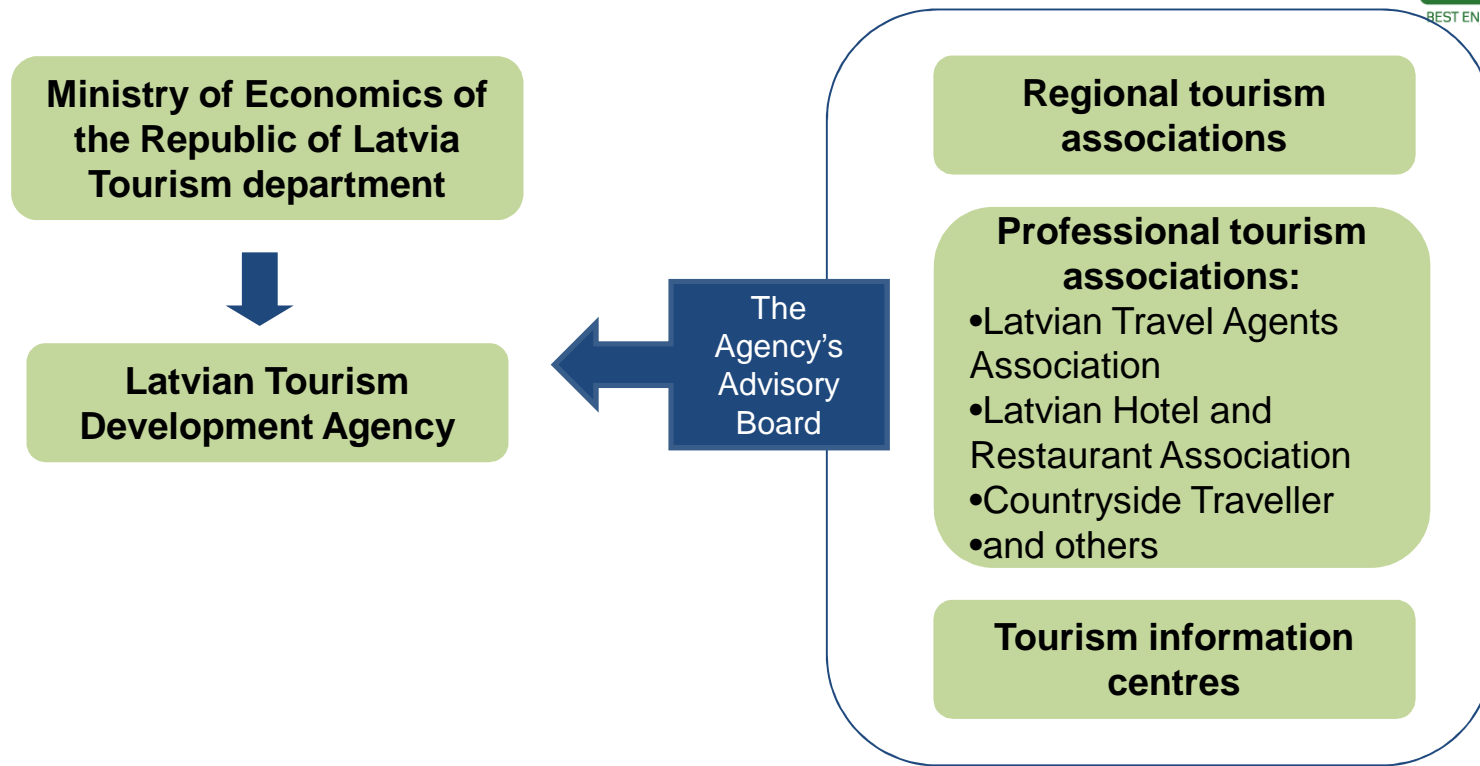 BEST EN
Ministry of Economics of
the Republic of Latvia
Tourism department
Latvian Tourism
Development Agency
The
Agency's
Advisory
Board
Regional tourism
associations
Professional tourism
associations:
•Latvian Travel Agents
Association
•Latvian Hotel and
Restaurant Association
•Countryside Traveller
•and others
Tourism information
centres